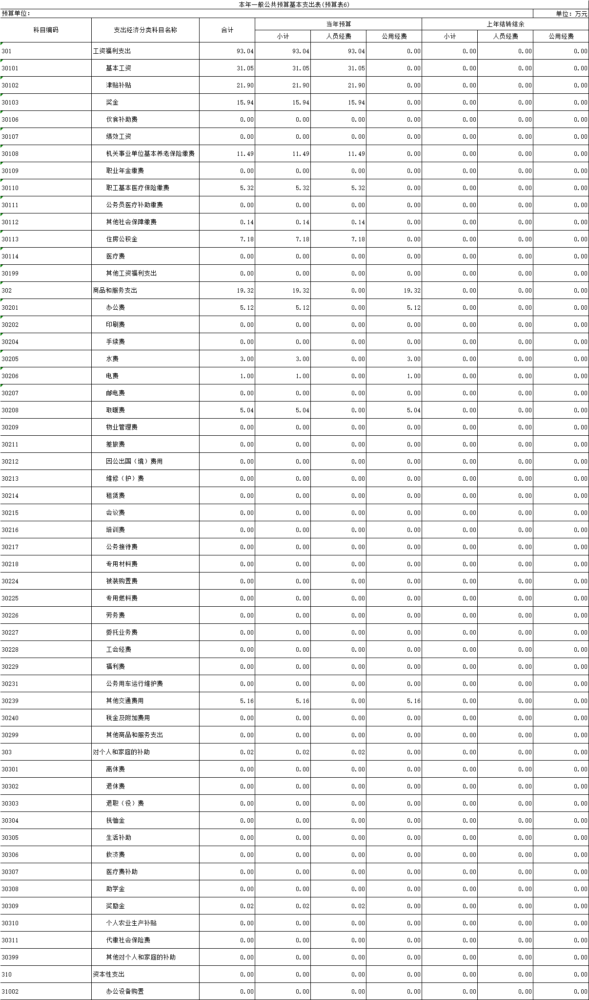 本年一般公共预算基本支出表(预算表6)
预算单位: 单位: 万元
科目编码 支出经济分类科目名称 合计 当年预算 上年结转结余
小计 人员经费 公用经费 小计 人员经费 公用经费
301 工资福利支出 93.04 93.04 93.04 0.00 0.00 0.00 0.00
30101 基本工资 31.05 31.05 31.05 0.00 0.00 0.00 0.00
30102 津贴补贴 21.90 21.90 21.90 0.00 0.00 0.00 0.00
30103 奖金 15.94 15.94 15.94 0.00 0.00 0.00 0.00
30106 伙食补助费 0.00 0.00 0.00 0.00 0.00 0.00 0.00
30107 绩效工资 0.00 0.00 0.00 0.00 0.00 0.00 0.00
30108 机关事业单位基本养老保险缴费 11.49 11.49 11.49 0.00 0.00 0.00 0.00
30109 职业年金缴费 0.00 0.00 0.00 0.00 0.00 0.00 0.00
30110 职工基本医疗保险缴费 5.32 5.32 5.32 0.00 0.00 0.00 0.00
30111 公务员医疗补助缴费 0.00 0.00 0.00 0.00 0.00 0.00 0.00
30112 其他社会保障缴费 0.14 0.14 0.14 0.00 0.00 0.00 0.00
30113 住房公积金 7.18 7.18 7.18 0.00 0.00 0.00 0.00
30114 医疗费 0.00 0.00 0.00 0.00 0.00 0.00 0.00
30199 其他工资福利支出 0.00 0.00 0.00 0.00 0.00 0.00 0.00
302 商品和服务支出 19.32 19.32 0.00 19.32 0.00 0.00 0.00
30201 办公费 5.12 5.12 0.00 5.12 0.00 0.00 0.00
30202 印刷费 0.00 0.00 0.00 0.00 0.00 0.00 0.00
30204 手续费 0.00 0.00 0.00 0.00 0.00 0.00 0.00
30205 水费 3.00 3.00 0.00 3.00 0.00 0.00 0.00
30206 电费 1.00 1.00 0.00 1.00 0.00 0.00 0.00
30207 邮电费 0.00 0.00 0.00 0.00 0.00 0.00 0.00
30208 取暖费 5.04 5.04 0.00 5.04 0.00 0.00 0.00
30209 物业管理费 0.00 0.00 0.00 0.00 0.00 0.00 0.00
30211 差旅费 0.00 0.00 0.00 0.00 0.00 0.00 0.00
30212 因公出国（境）费用 0.00 0.00 0.00 0.00 0.00 0.00 0.00
30213 维修（护）费 0.00 0.00 0.00 0.00 0.00 0.00 0.00
30214 租赁费 0.00 0.00 0.00 0.00 0.00 0.00 0.00
30215 会议费 0.00 0.00 0.00 0.00 0.00 0.00 0.00
30216 培训费 0.00 0.00 0.00 0.00 0.00 0.00 0.00
30217 公务接待费 0.00 0.00 0.00 0.00 0.00 0.00 0.00
30218 专用材料费 0.00 0.00 0.00 0.00 0.00 0.00 0.00
30224 被装购置费 0.00 0.00 0.00 0.00 0.00 0.00 0.00
30225 专用燃料费 0.00 0.00 0.00 0.00 0.00 0.00 0.00
30226 劳务费 0.00 0.00 0.00 0.00 0.00 0.00 0.00
30227 委托业务费 0.00 0.00 0.00 0.00 0.00 0.00 0.00
30228 工会经费 0.00 0.00 0.00 0.00 0.00 0.00 0.00
30229 福利费 0.00 0.00 0.00 0.00 0.00 0.00 0.00
30231 公务用车运行维护费 0.00 0.00 0.00 0.00 0.00 0.00 0.00
30239 其他交通费用 5.16 5.16 0.00 5.16 0.00 0.00 0.00
30240 税金及附加费用 0.00 0.00 0.00 0.00 0.00 0.00 0.00
30299 其他商品和服务支出 0.00 0.00 0.00 0.00 0.00 0.00 0.00
303 对个人和家庭的补助 0.02 0.02 0.02 0.00 0.00 0.00 0.00
30301 离休费 0.00 0.00 0.00 0.00 0.00 0.00 0.00
30302 退休费 0.00 0.00 0.00 0.00 0.00 0.00 0.00
30303 退职（役）费 0.00 0.00 0.00 0.00 0.00 0.00 0.00
30304 抚恤金 0.00 0.00 0.00 0.00 0.00 0.00 0.00
30305 生活补助 0.00 0.00 0.00 0.00 0.00 0.00 0.00
30306 救济费 0.00 0.00 0.00 0.00 0.00 0.00 0.00
30307 医疗费补助 0.00 0.00 0.00 0.00 0.00 0.00 0.00
30308 助学金 0.00 0.00 0.00 0.00 0.00 0.00 0.00
30309 奖励金 0.02 0.02 0.02 0.00 0.00 0.00 0.00
30310 个人农业生产补贴 0.00 0.00 0.00 0.00 0.00 0.00 0.00
30311 代缴社会保险费 0.00 0.00 0.00 0.00 0.00 0.00 0.00
30399 其他对个人和家庭的补助 0.00 0.00 0.00 0.00 0.00 0.00 0.00
310 资本性支出 0.00 0.00 0.00 0.00 0.00 0.00 0.00
31002 办公设备购置 0.00 0.00 0.00 0.00 0.00 0.00 0.00